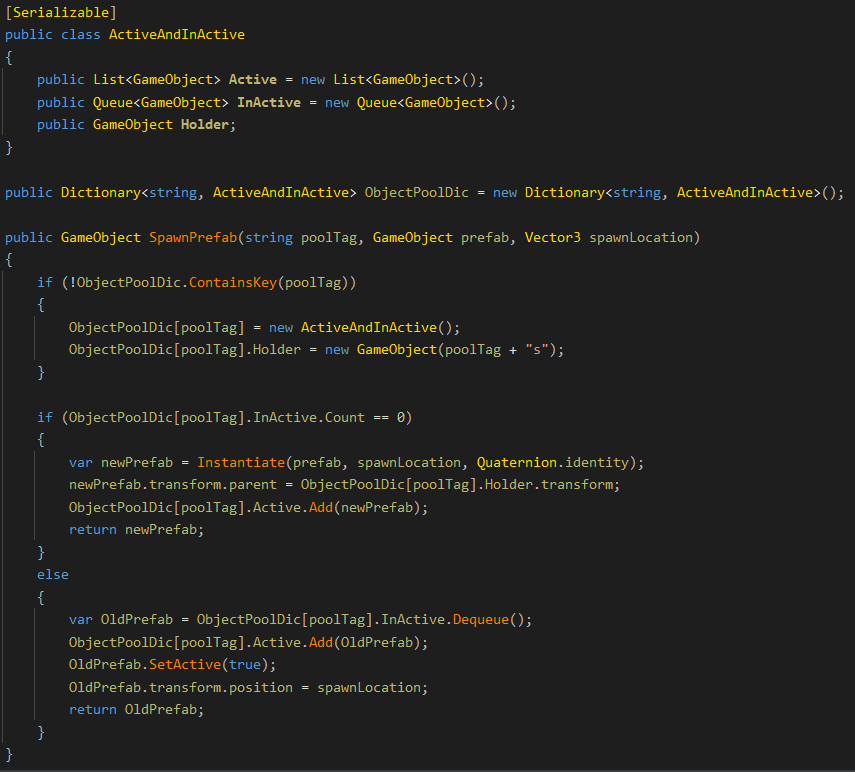 [Serializable]
public class ActiveAndInActive
{
    public List<GameObject> Active = new List<GameObject>();
    public Queue<GameObject> InActive = new Queue<GameObject>();
    public GameObject Holder;
}

public Dictionary<string, ActiveAndInActive> ObjectPoolDic = new Dictionary<string, ActiveAndInActive>();

public GameObject SpawnPrefab(string poolTag, GameObject prefab, Vector3 spawnLocation)
{
    if (!ObjectPoolDic.ContainsKey(poolTag))
    {
        ObjectPoolDic[poolTag] = new ActiveAndInActive();
        ObjectPoolDic[poolTag].Holder = new GameObject(poolTag + "s");
    }

    if (ObjectPoolDic[poolTag].InActive.Count == 0)
    {
        var newPrefab = Instantiate(prefab, spawnLocation, Quaternion.identity);
        newPrefab.transform.parent = ObjectPoolDic[poolTag].Holder.transform;
        ObjectPoolDic[poolTag].Active.Add(newPrefab);
        return newPrefab;
    }
    else
    {
        var OldPrefab = ObjectPoolDic[poolTag].InActive.Dequeue();
        ObjectPoolDic[poolTag].Active.Add(OldPrefab);
        OldPrefab.SetActive(true);
        OldPrefab.transform.position = spawnLocation;
        return OldPrefab;
    }
}